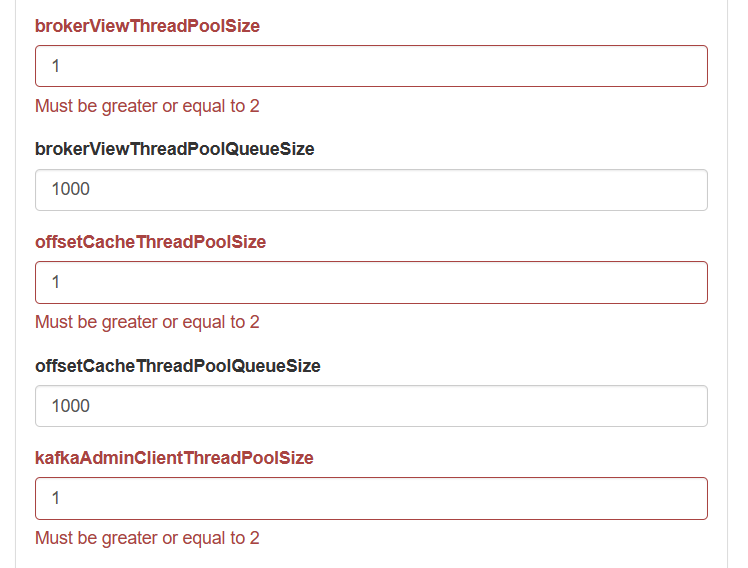 brokerViewThreadPoolSize
1
Must be greater or equal to 2
brokerViewThreadPoolQueueSize
1000
offsetCacheThreadPoolSize
1
Must be greater or equal to 2
offsetCacheThreadPoolQueueSize
1000
kafkaAdminClientThreadPoolSize
1
Must be greater or equal to 2